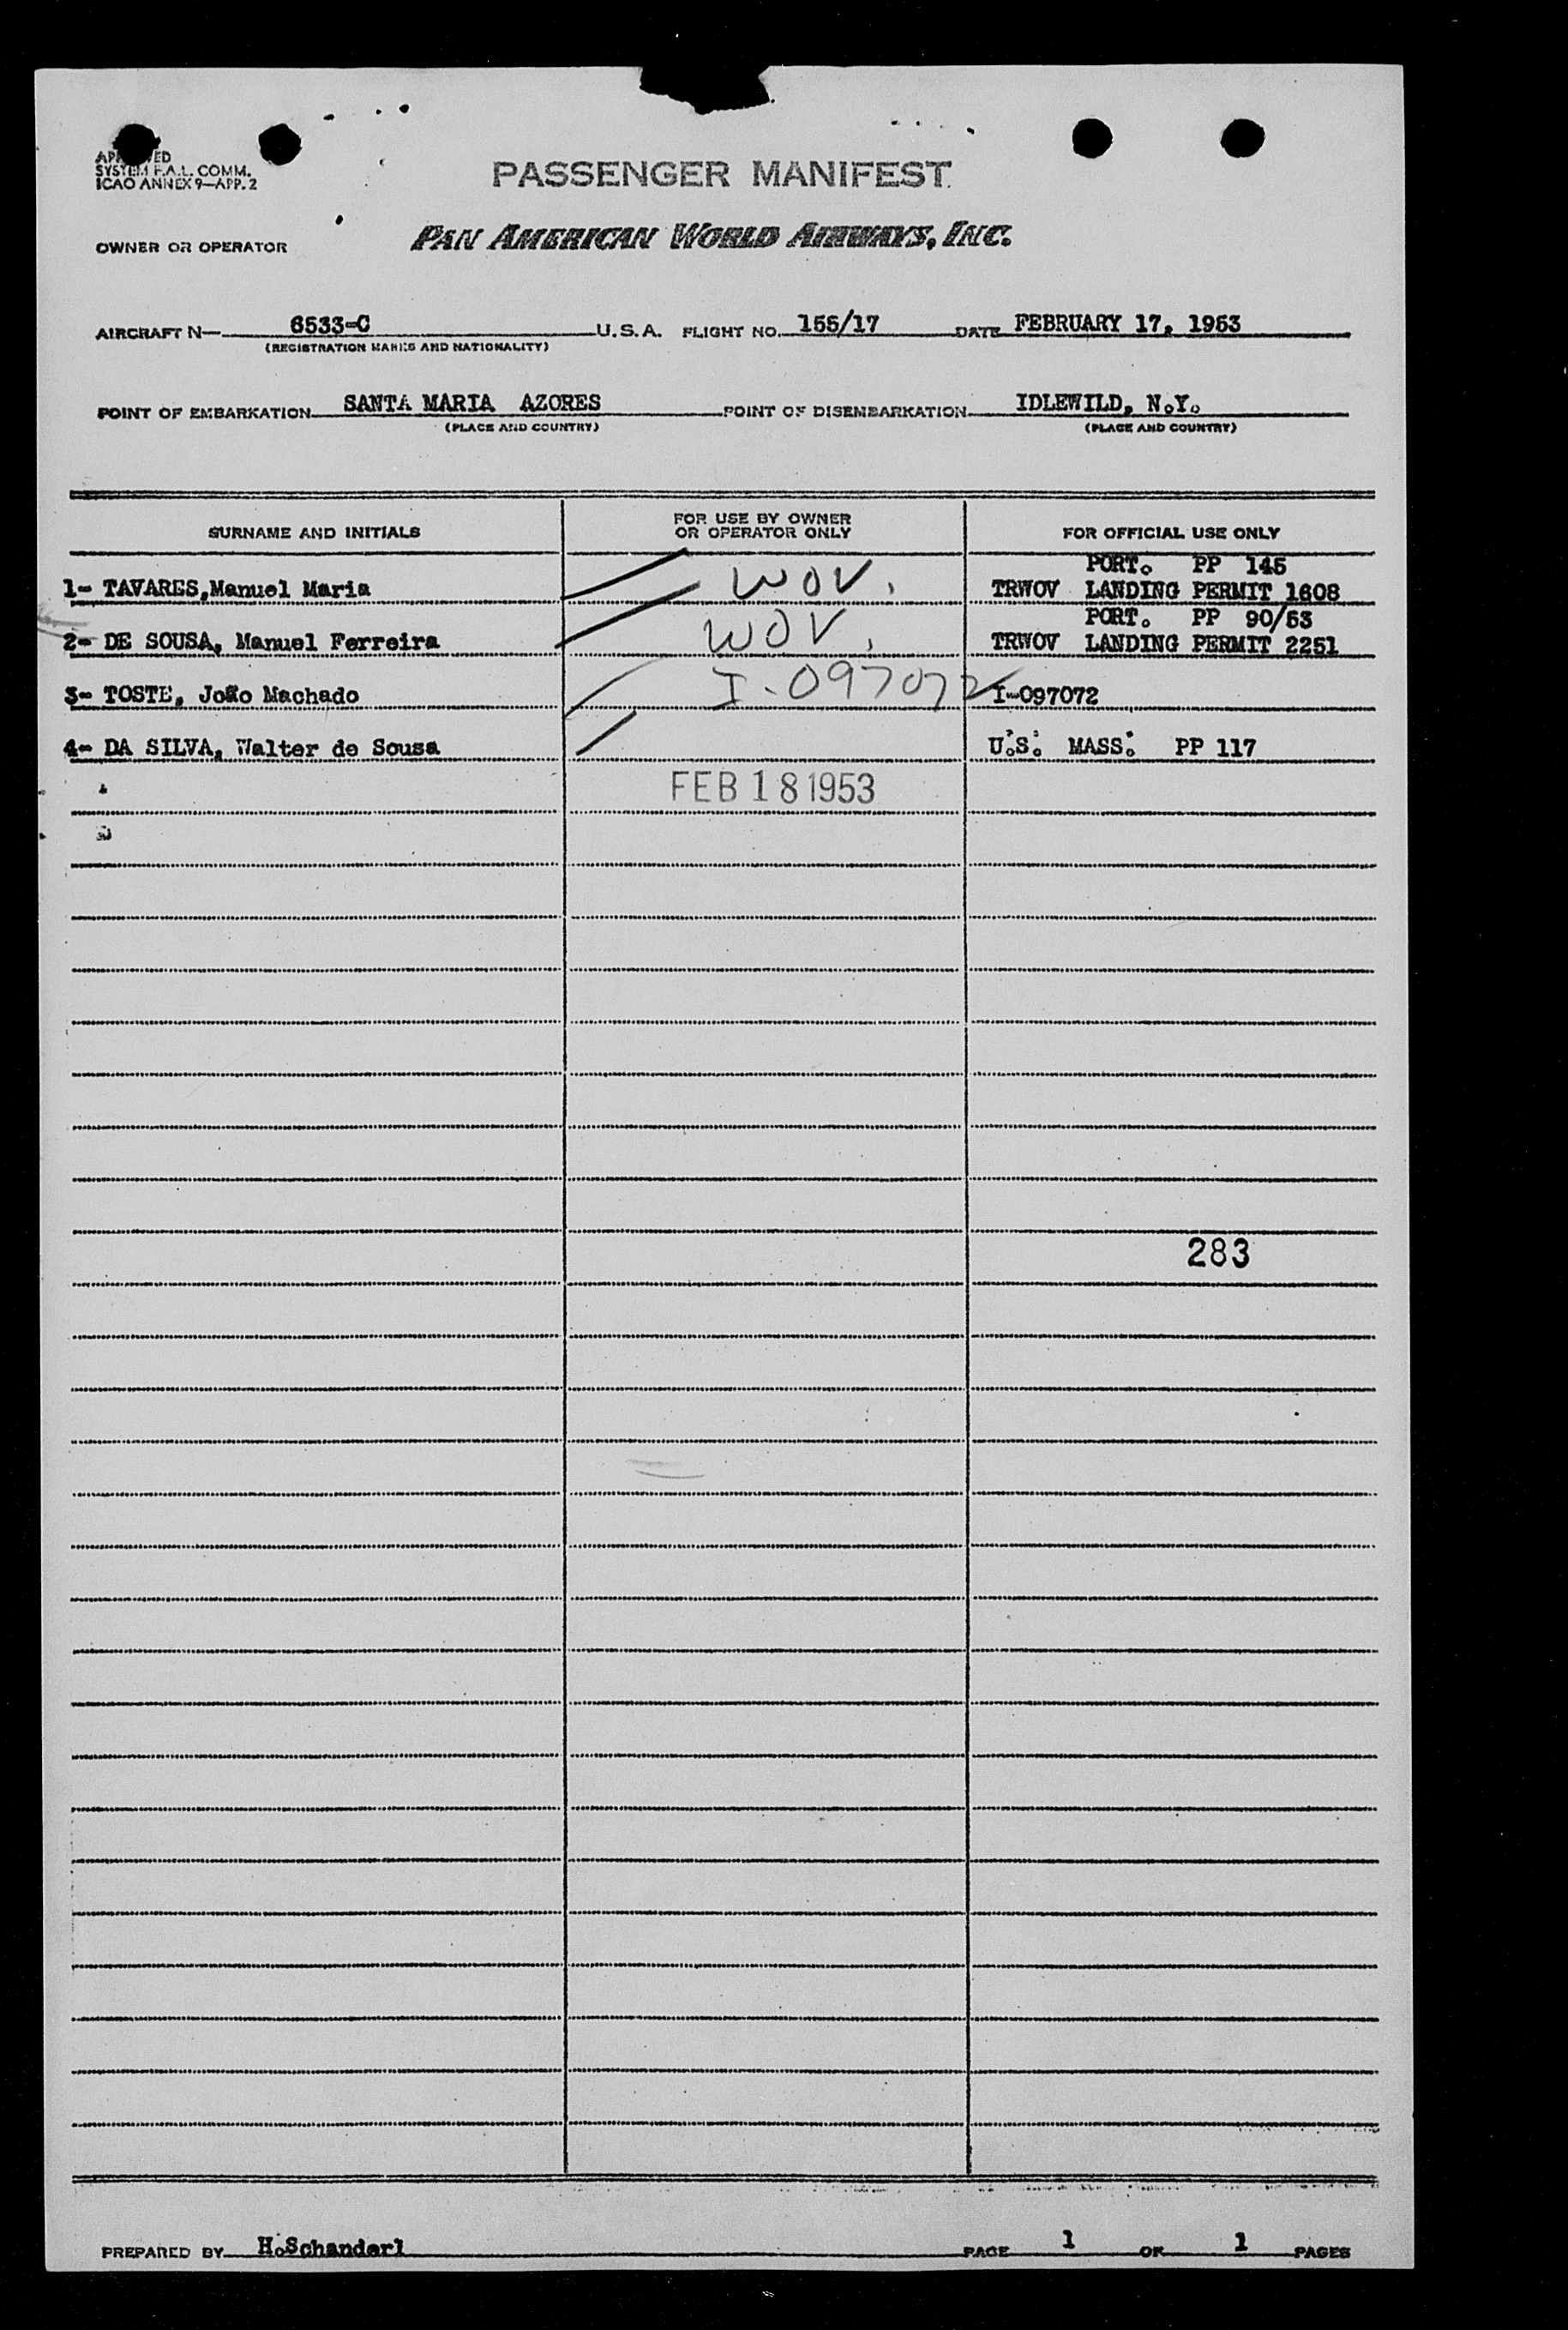 APPROVED
SYSTEM F.A.L. COMM.
ICAO ANNEX 9—APP. 2
PASSENGER MANIFEST
OWNER OR OPERATOR PAN AMERICAN WORLD AIRWAYS, INC.
AIRCRAFT N— 6533-C U.S.A. FLIGHT NO. 155/17 DATE FEBRUARY 17, 1953
(REGISTRATION MARKS AND NATIONALITY)
POINT OF EMBARKATION SANTA MARIA AZORES POINT OF DISEMBARKATION IDLEWILD, N.Y.
(PLACE AND COUNTRY) (PLACE AND COUNTRY)
SURNAME AND INITIALS FOR USE BY OWNER OR OPERATOR ONLY FOR OFFICIAL USE ONLY
PORT. PP 145
1- TAVARES, Manuel Maria WOV. TRWOV LANDING PERMIT 1608
PORT. PP 90/53
2- DE SOUSA, Manuel Ferreira WOV. TRWOV LANDING PERMIT 2251
3- TOSTE, João Machado I-097072 I-097072
4- DA SILVA, Walter de Sousa U.S. MASS. PP 117
FEB 18 1953
283
PREPARED BY H.Schanderl PAGE 1 OF 1 PAGES